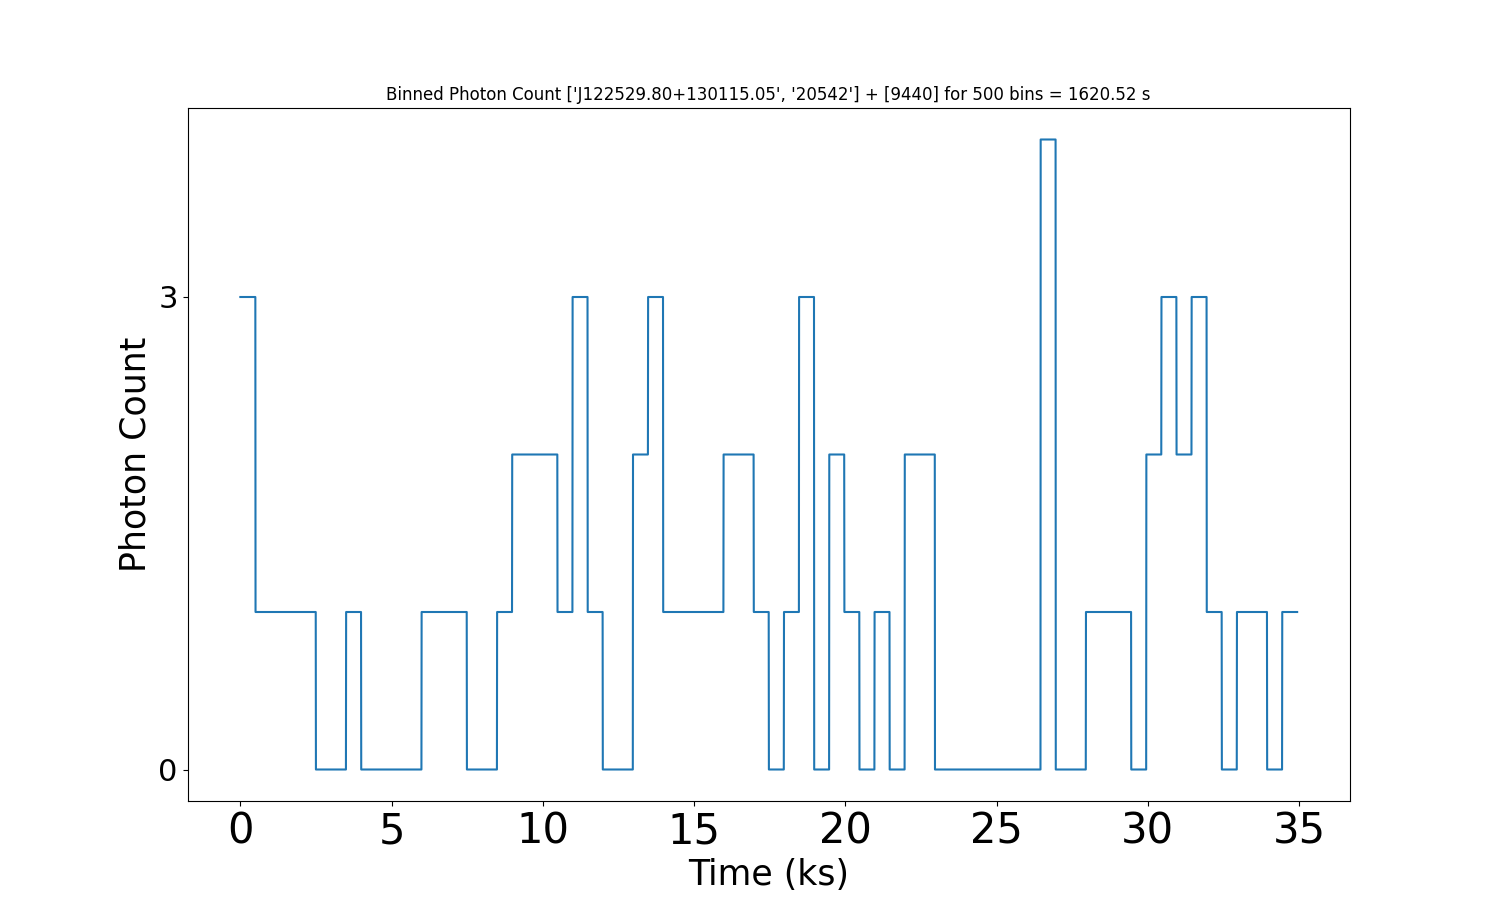 Binned Photon Count ['J122529.80+130115.05', '20542'] + [9440] for 500 bins = 1620.52 s
Photon Count
3
0
0 5 10 15 20 25 30 35
Time (ks)